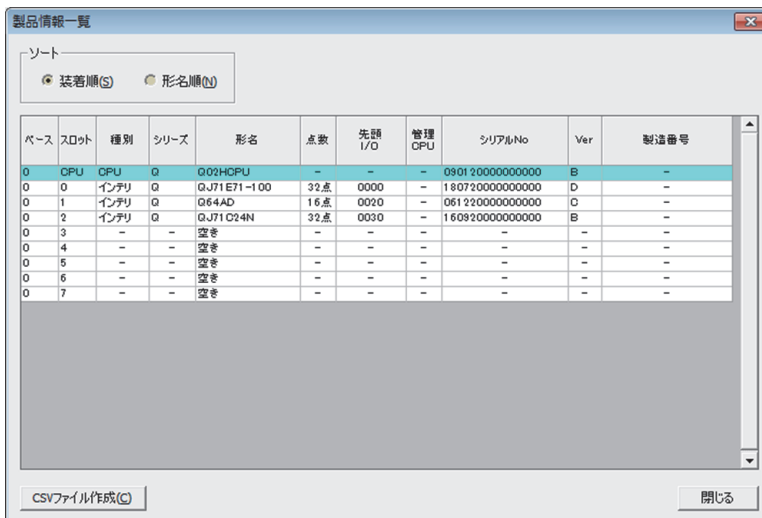 製品情報一覧
ソート
装着順(S) 形名順(N)
ベース スロット 種別 シリーズ 形名 点数 先頭 I/O 管理 CPU シリアルNo Ver 製造番号
0 CPU CPU Q Q02HCPU - - - 090120000000000 B -
0 0 インテリ Q QJ71E71-100 32点 0000 - 180720000000000 D -
0 1 インテリ Q Q64AD 16点 0020 - 061220000000000 C -
0 2 インテリ Q QJ71C24N 32点 0030 - 160920000000000 B -
0 3 - - 空き - - - - - -
0 4 - - 空き - - - - - -
0 5 - - 空き - - - - - -
0 6 - - 空き - - - - - -
0 7 - - 空き - - - - - -
CSVファイル作成(C) 閉じる